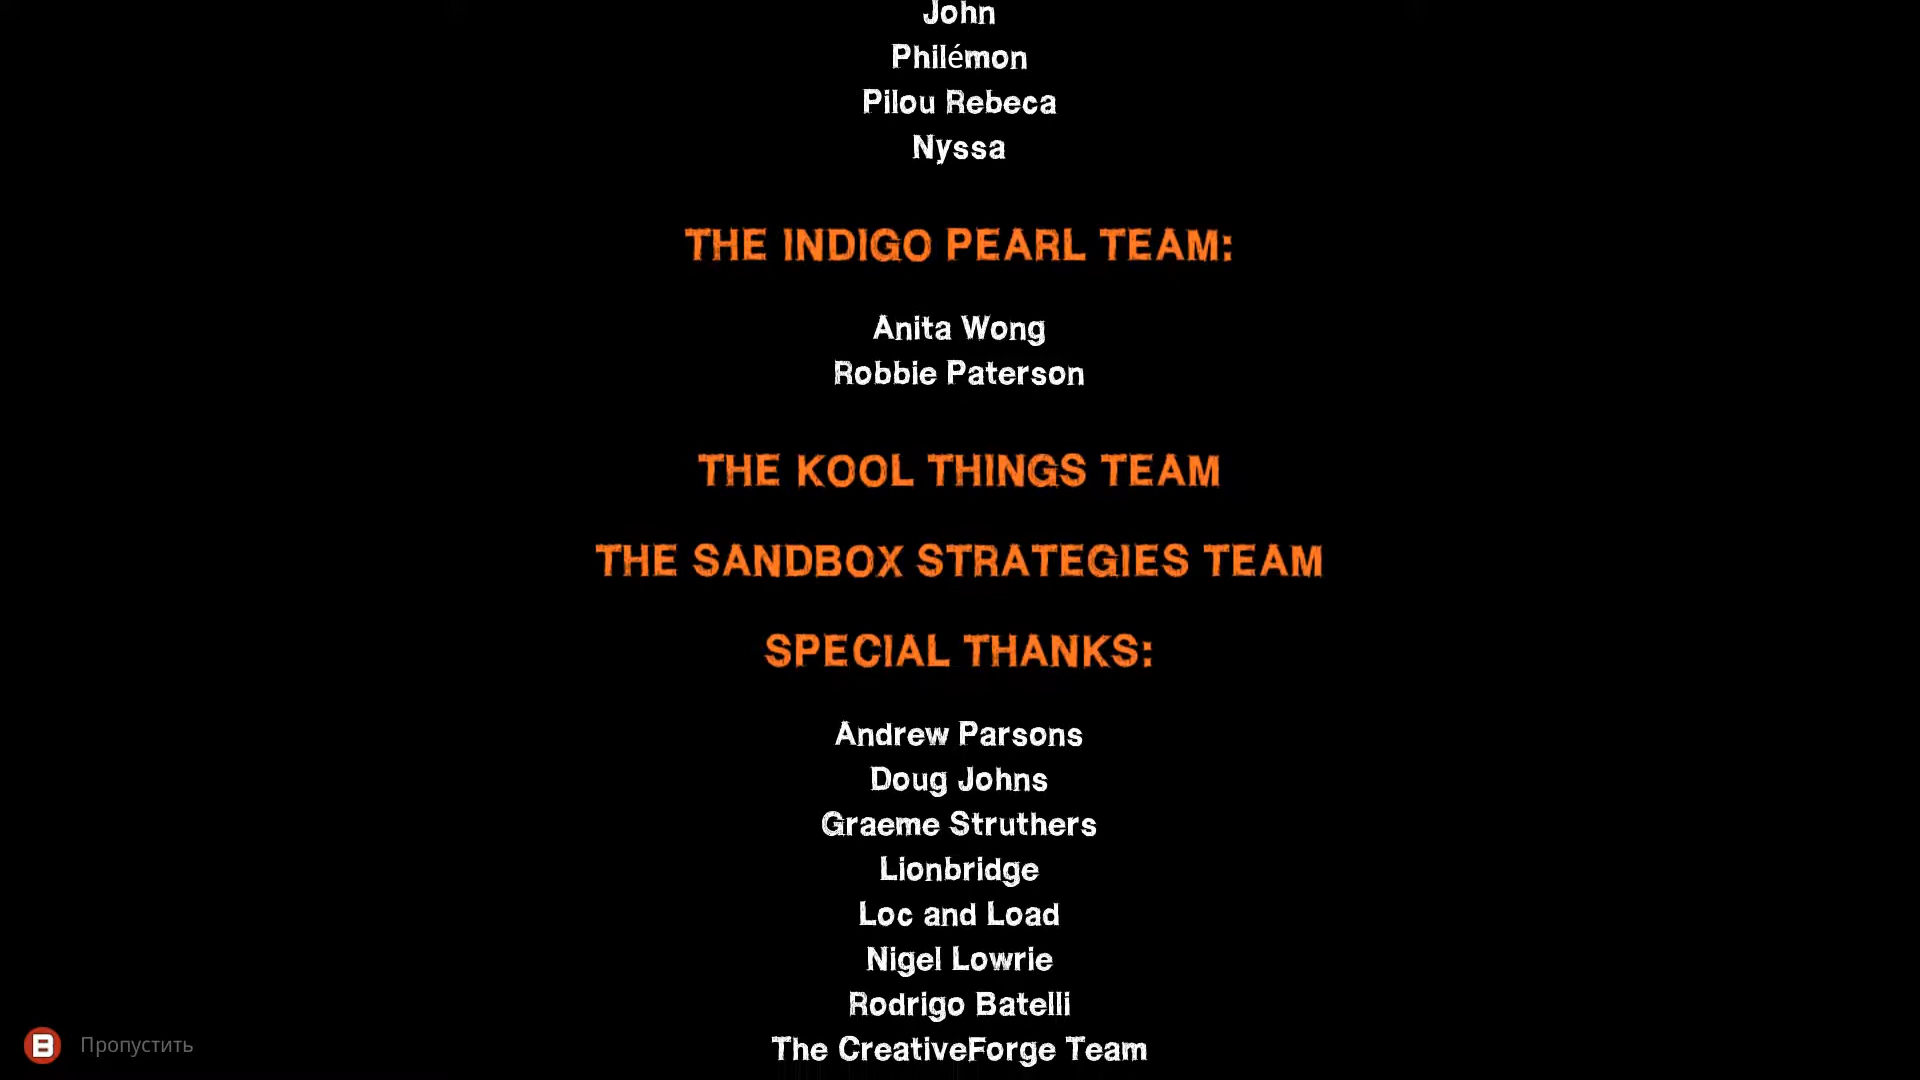 John
Philémon
Pilou Rebeca
Nyssa
THE INDIGO PEARL TEAM:
Anita Wong
Robbie Paterson
THE KOOL THINGS TEAM
THE SANDBOX STRATEGIES TEAM
SPECIAL THANKS:
Andrew Parsons
Doug Johns
Graeme Struthers
Lionbridge
Loc and Load
Nigel Lowrie
Rodrigo Batelli
The CreativeForge Team
B Пропустить